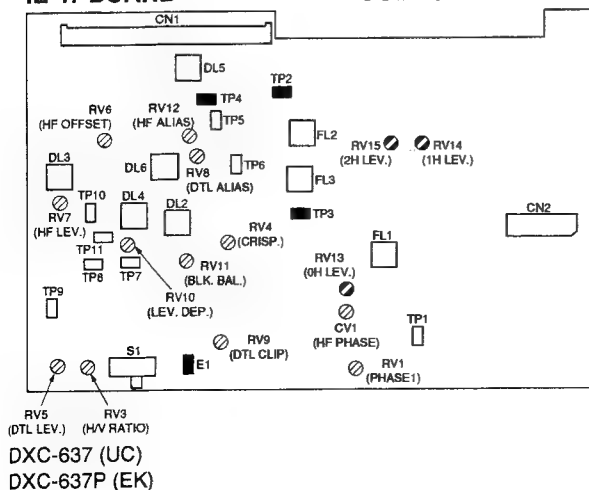 CN1
DL5
TP2
TP4
TP5
RV6
(HF OFFSET)
RV12
(HF ALIAS)
FL2
RV15
(2H LEV.)
RV14
(1H LEV.)
DL3
DL6
RV8
(DTL ALIAS)
TP6
FL3
TP10
DL4
DL2
RV7
(HF LEV.)
TP3
CN2
RV4
(CRISP.)
TP11
TP8
TP7
RV11
(BLK. BAL.)
RV13
(0H LEV.)
FL1
RV10
(LEV. DEP.)
TP9
CV1
(HF PHASE)
TP1
S1
E1
RV9
(DTL CLIP)
RV1
(PHASE1)
RV5
(DTL LEV.)
RV3
(H/V RATIO)
DXC-637 (UC)
DXC-637P (EK)